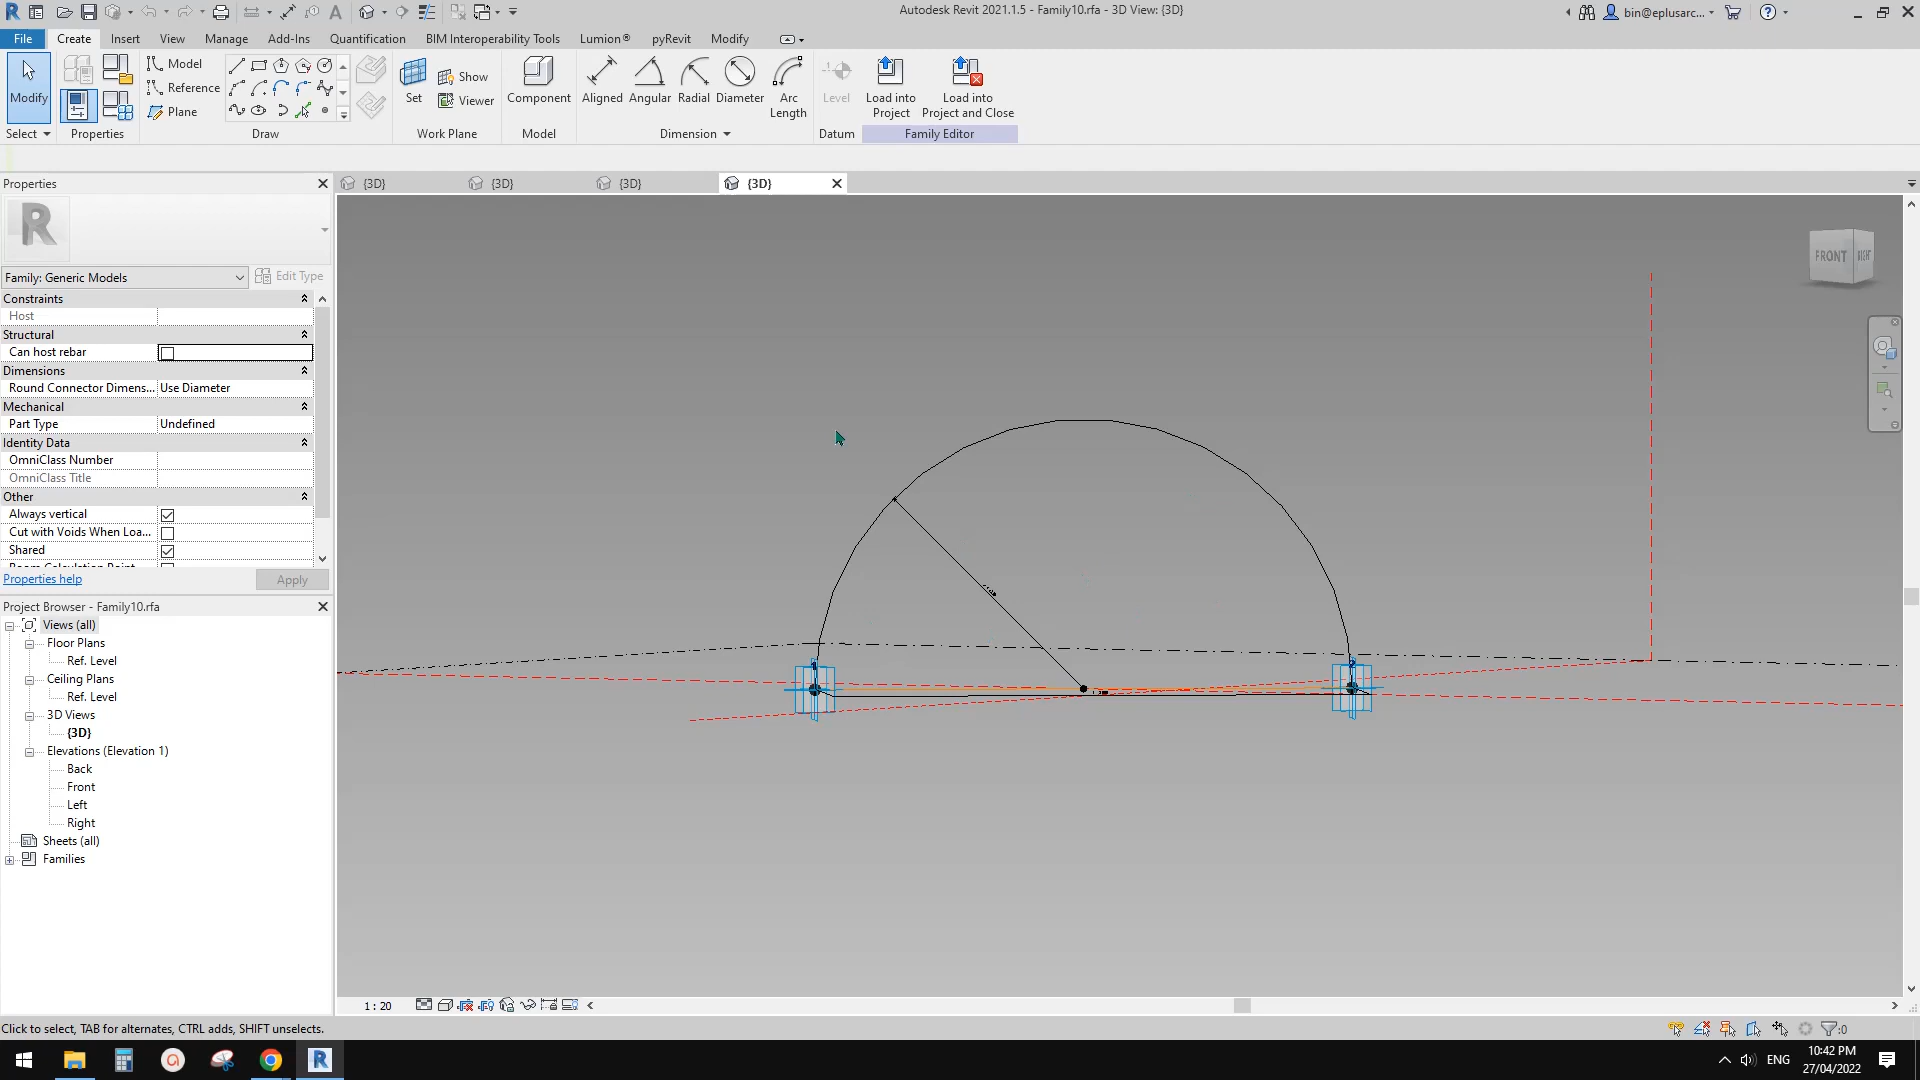 Autodesk Revit 2021.1.5 - Family10.rfa - 3D View: {3D}
bin@eplusarc...
File Create Insert View Manage Add-Ins Quantification BIM Interoperability Tools Lumion® pyRevit Modify
Modify
Select
Properties
Model
Reference
Plane
Draw
Set
Show
Viewer
Work Plane
Component
Model
Aligned
Angular
Radial
Diameter
Arc
Length
Dimension
Level
Datum
Load into
Project
Load into
Project and Close
Family Editor
Properties
{3D}
{3D}
{3D}
{3D}
R
Family: Generic Models
Edit Type
Constraints
Host
Structural
Can host rebar
Dimensions
Round Connector Dimens... Use Diameter
Mechanical
Part Type Undefined
Identity Data
OmniClass Number
OmniClass Title
Other
Always vertical
Cut with Voids When Loa...
Shared
Properties help
Apply
Project Browser - Family10.rfa
Views (all)
Floor Plans
Ref. Level
Ceiling Plans
Ref. Level
3D Views
{3D}
Elevations (Elevation 1)
Back
Front
Left
Right
Sheets (all)
Families
FRONT
RIGHT
1 : 20
Click to select, TAB for alternates, CTRL adds, SHIFT unselects.
:0
ENG
10:42 PM
27/04/2022